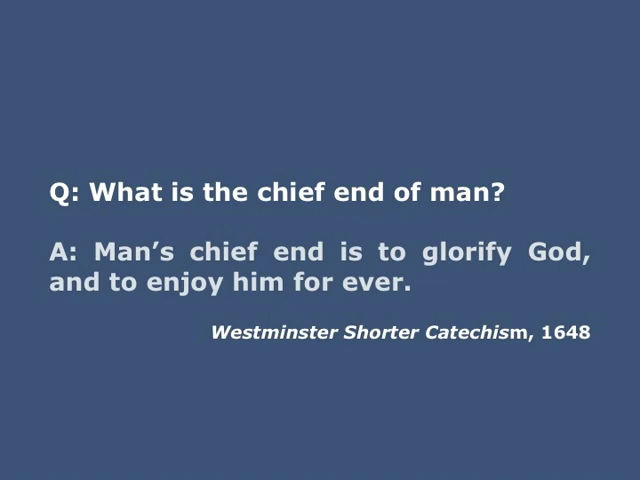 Q: What is the chief end of man?
A: Man’s chief end is to glorify God,
and to enjoy him for ever.
Westminster Shorter Catechism, 1648